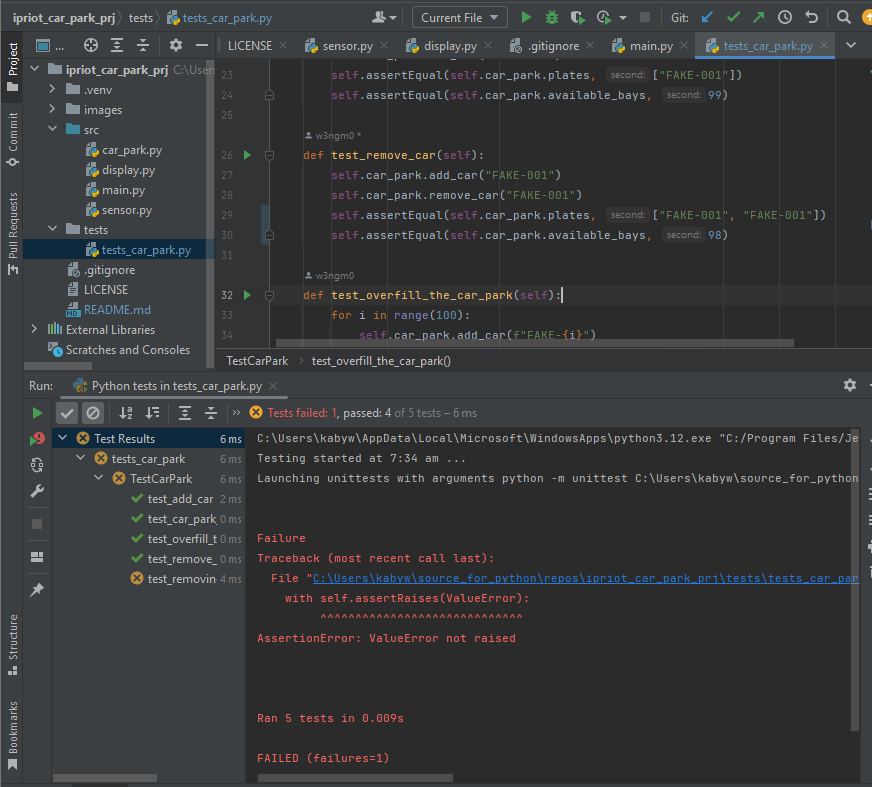 ipriot_car_park_prj › tests › tests_car_park.py
Current File
Git:
Project
Commit
Pull Requests
Structure
Bookmarks
...
ipriot_car_park_prj C:\Users
.venv
images
src
car_park.py
display.py
main.py
sensor.py
tests
tests_car_park.py
.gitignore
LICENSE
README.md
External Libraries
Scratches and Consoles
LICENSE
sensor.py
display.py
.gitignore
main.py
tests_car_park.py
23 self.assertEqual(self.car_park.plates, second: ["FAKE-001"])
24 self.assertEqual(self.car_park.available_bays, second: 99)
25
w3ngm0 *
26 def test_remove_car(self):
27 self.car_park.add_car("FAKE-001")
28 self.car_park.remove_car("FAKE-001")
29 self.assertEqual(self.car_park.plates, second: ["FAKE-001", "FAKE-001"])
30 self.assertEqual(self.car_park.available_bays, second: 98)
31
w3ngm0
32 def test_overfill_the_car_park(self):
33 for i in range(100):
34 self.car_park.add_car(f"FAKE-{i}")
TestCarPark › test_overfill_the_car_park()
Run: Python tests in tests_car_park.py
Tests failed: 1, passed: 4 of 5 tests – 6 ms
Test Results 6 ms
tests_car_park 6 ms
TestCarPark 6 ms
test_add_car 2 ms
test_car_park_ 0 ms
test_overfill_t 0 ms
test_remove_ 0 ms
test_removin 4 ms
C:\Users\kabyw\AppData\Local\Microsoft\WindowsApps\python3.12.exe "C:/Program Files/Je
Testing started at 7:34 am ...
Launching unittests with arguments python -m unittest C:\Users\kabyw\source_for_python
Failure
Traceback (most recent call last):
File "C:\Users\kabyw\source_for_python\repos\ipriot_car_park_prj\tests\tests_car_par
with self.assertRaises(ValueError):
^^^^^^^^^^^^^^^^^^^^^^^^^^^^^
AssertionError: ValueError not raised
Ran 5 tests in 0.009s
FAILED (failures=1)